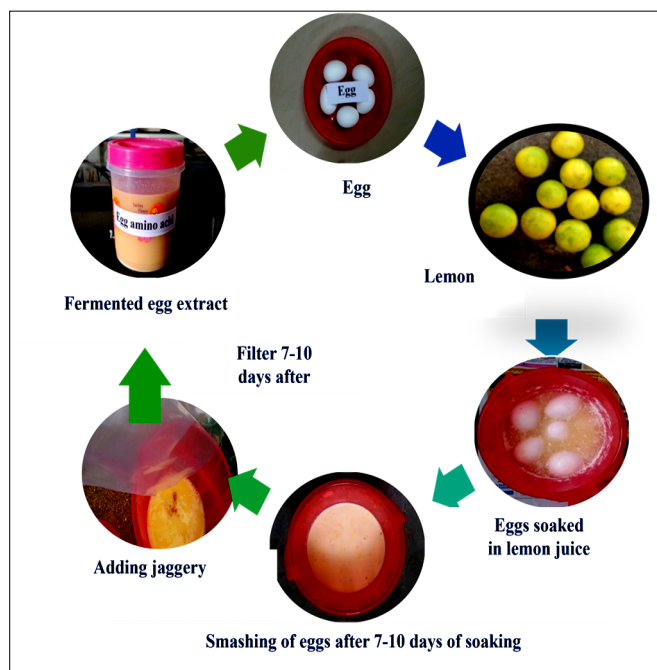 Egg
Egg
Lemon
Eggs soaked
in lemon juice
Smashing of eggs after 7-10 days of soaking
Adding jaggery
Filter 7-10
days after
Egg amino acid
Fermented egg extract